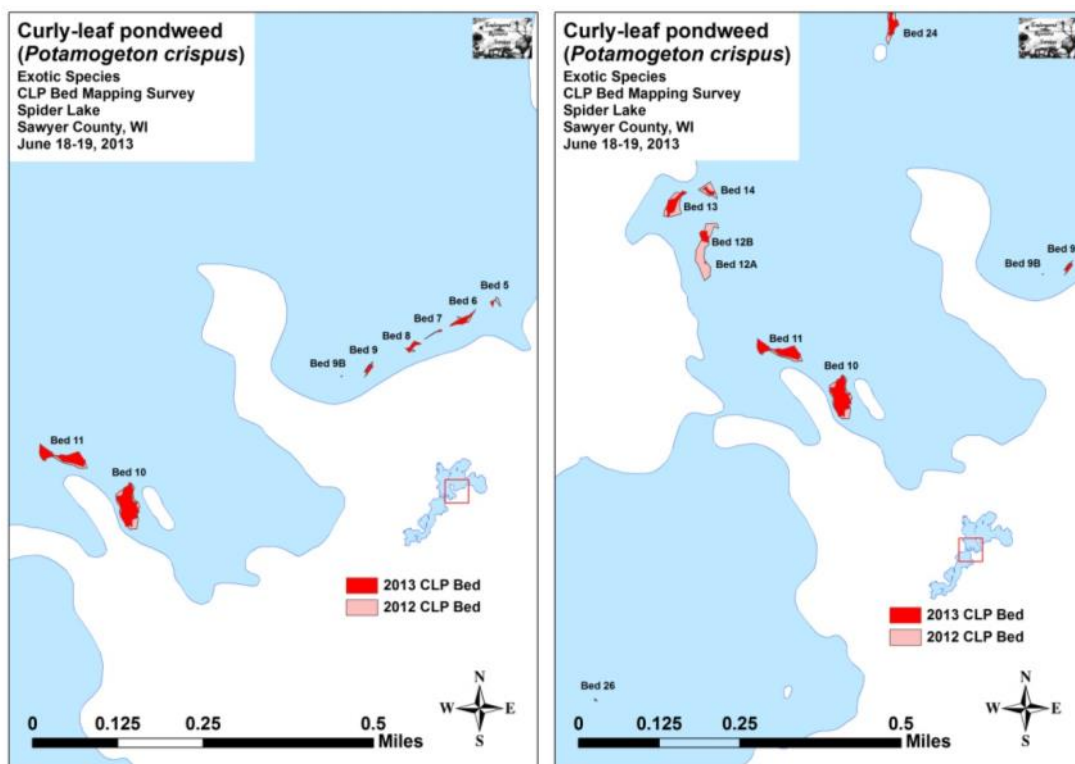 Curly-leaf pondweed
(Potamogeton crispus)
Exotic Species
CLP Bed Mapping Survey
Spider Lake
Sawyer County, WI
June 18-19, 2013
Bed 5
Bed 6
Bed 7
Bed 8
Bed 9
Bed 9B
Bed 11
Bed 10
2013 CLP Bed
2012 CLP Bed
N
W E
S
0 0.125 0.25 0.5
Miles
Curly-leaf pondweed
(Potamogeton crispus)
Exotic Species
CLP Bed Mapping Survey
Spider Lake
Sawyer County, WI
June 18-19, 2013
Bed 24
Bed 14
Bed 13
Bed 12B
Bed 12A
Bed 9
Bed 9B
Bed 11
Bed 10
2013 CLP Bed
2012 CLP Bed
Bed 26
N
W E
S
0 0.125 0.25 0.5
Miles